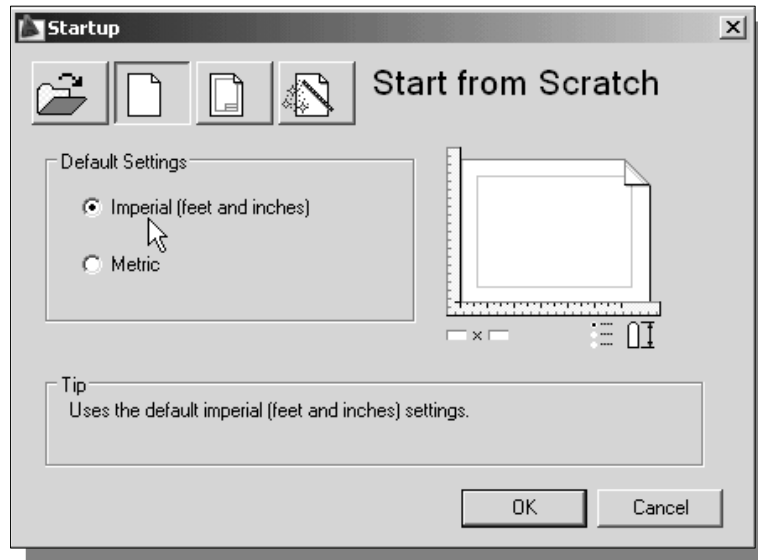 Startup
Start from Scratch
Default Settings
Imperial (feet and inches)
Metric
Tip
Uses the default imperial (feet and inches) settings.
OK
Cancel